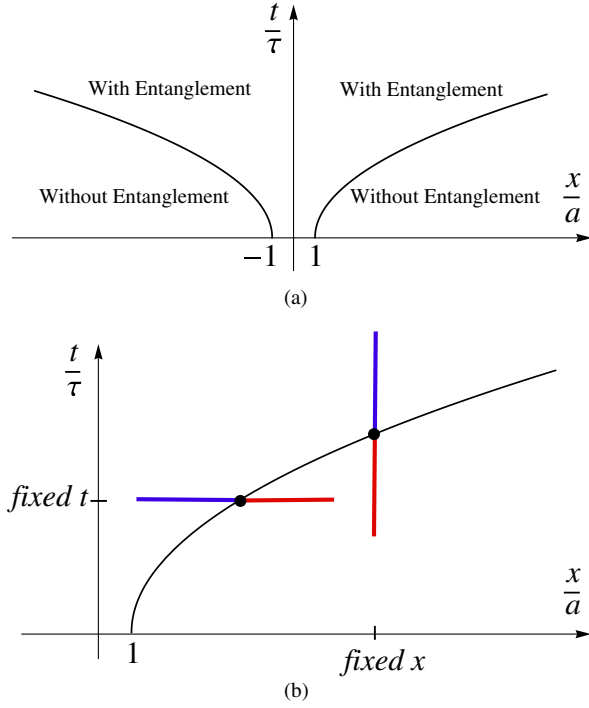 t/τ
With Entanglement With Entanglement
Without Entanglement Without Entanglement
x/a
−1 1
(a)
t/τ
fixed t
x/a
1 fixed x
(b)